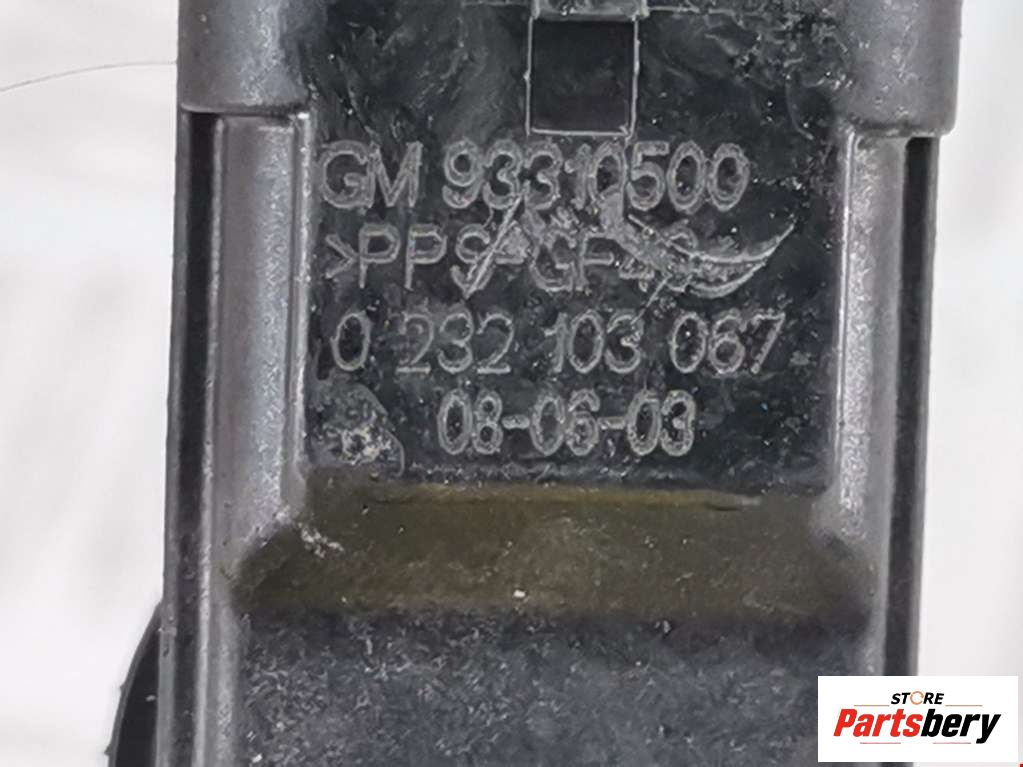 GM 93310500
>PPS-GF40<
0 232 103 067
08-06-03
STORE
Partsbery